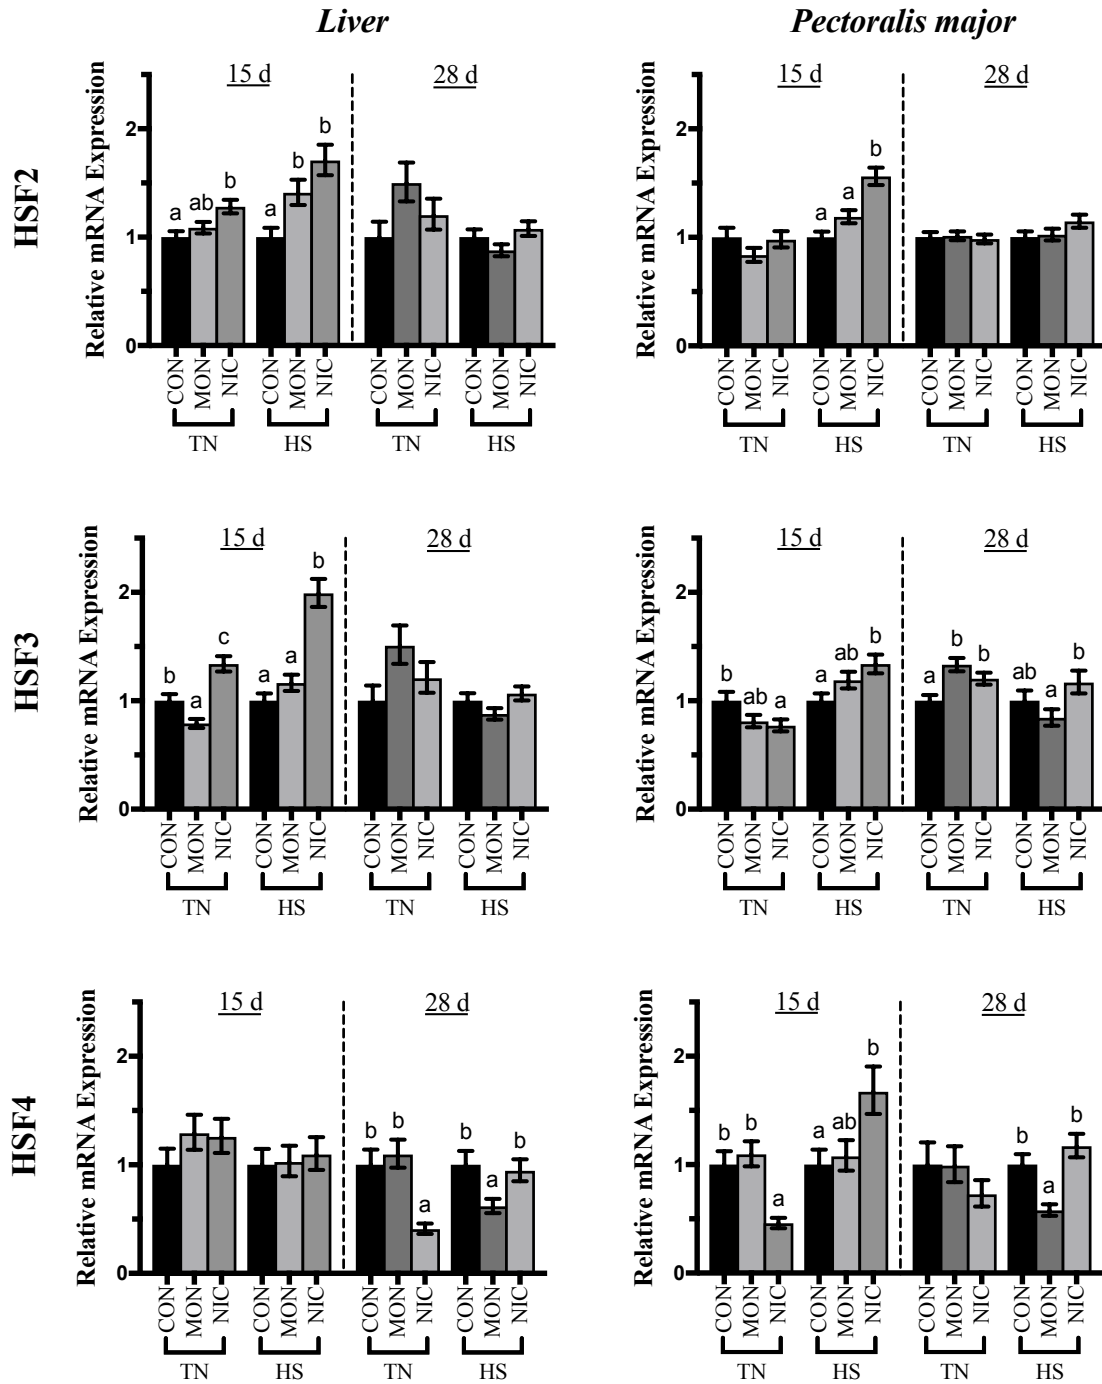 Liver
Pectoralis major
HSF2
Relative mRNA Expression
2
1
0
15 d
28 d
a ab b a b b
CON MON NIC CON MON NIC CON MON NIC CON MON NIC
TN HS TN HS
Relative mRNA Expression
2
1
0
15 d
28 d
a a b
CON MON NIC CON MON NIC CON MON NIC CON MON NIC
TN HS TN HS
HSF3
Relative mRNA Expression
2
1
0
15 d
28 d
b a c a a b
CON MON NIC CON MON NIC CON MON NIC CON MON NIC
TN HS TN HS
Relative mRNA Expression
2
1
0
15 d
28 d
b ab a a ab b a b b ab a b
CON MON NIC CON MON NIC CON MON NIC CON MON NIC
TN HS TN HS
HSF4
Relative mRNA Expression
2
1
0
15 d
28 d
b b a b a b
CON MON NIC CON MON NIC CON MON NIC CON MON NIC
TN HS TN HS
Relative mRNA Expression
2
1
0
15 d
28 d
b b a a ab b b a b
CON MON NIC CON MON NIC CON MON NIC CON MON NIC
TN HS TN HS